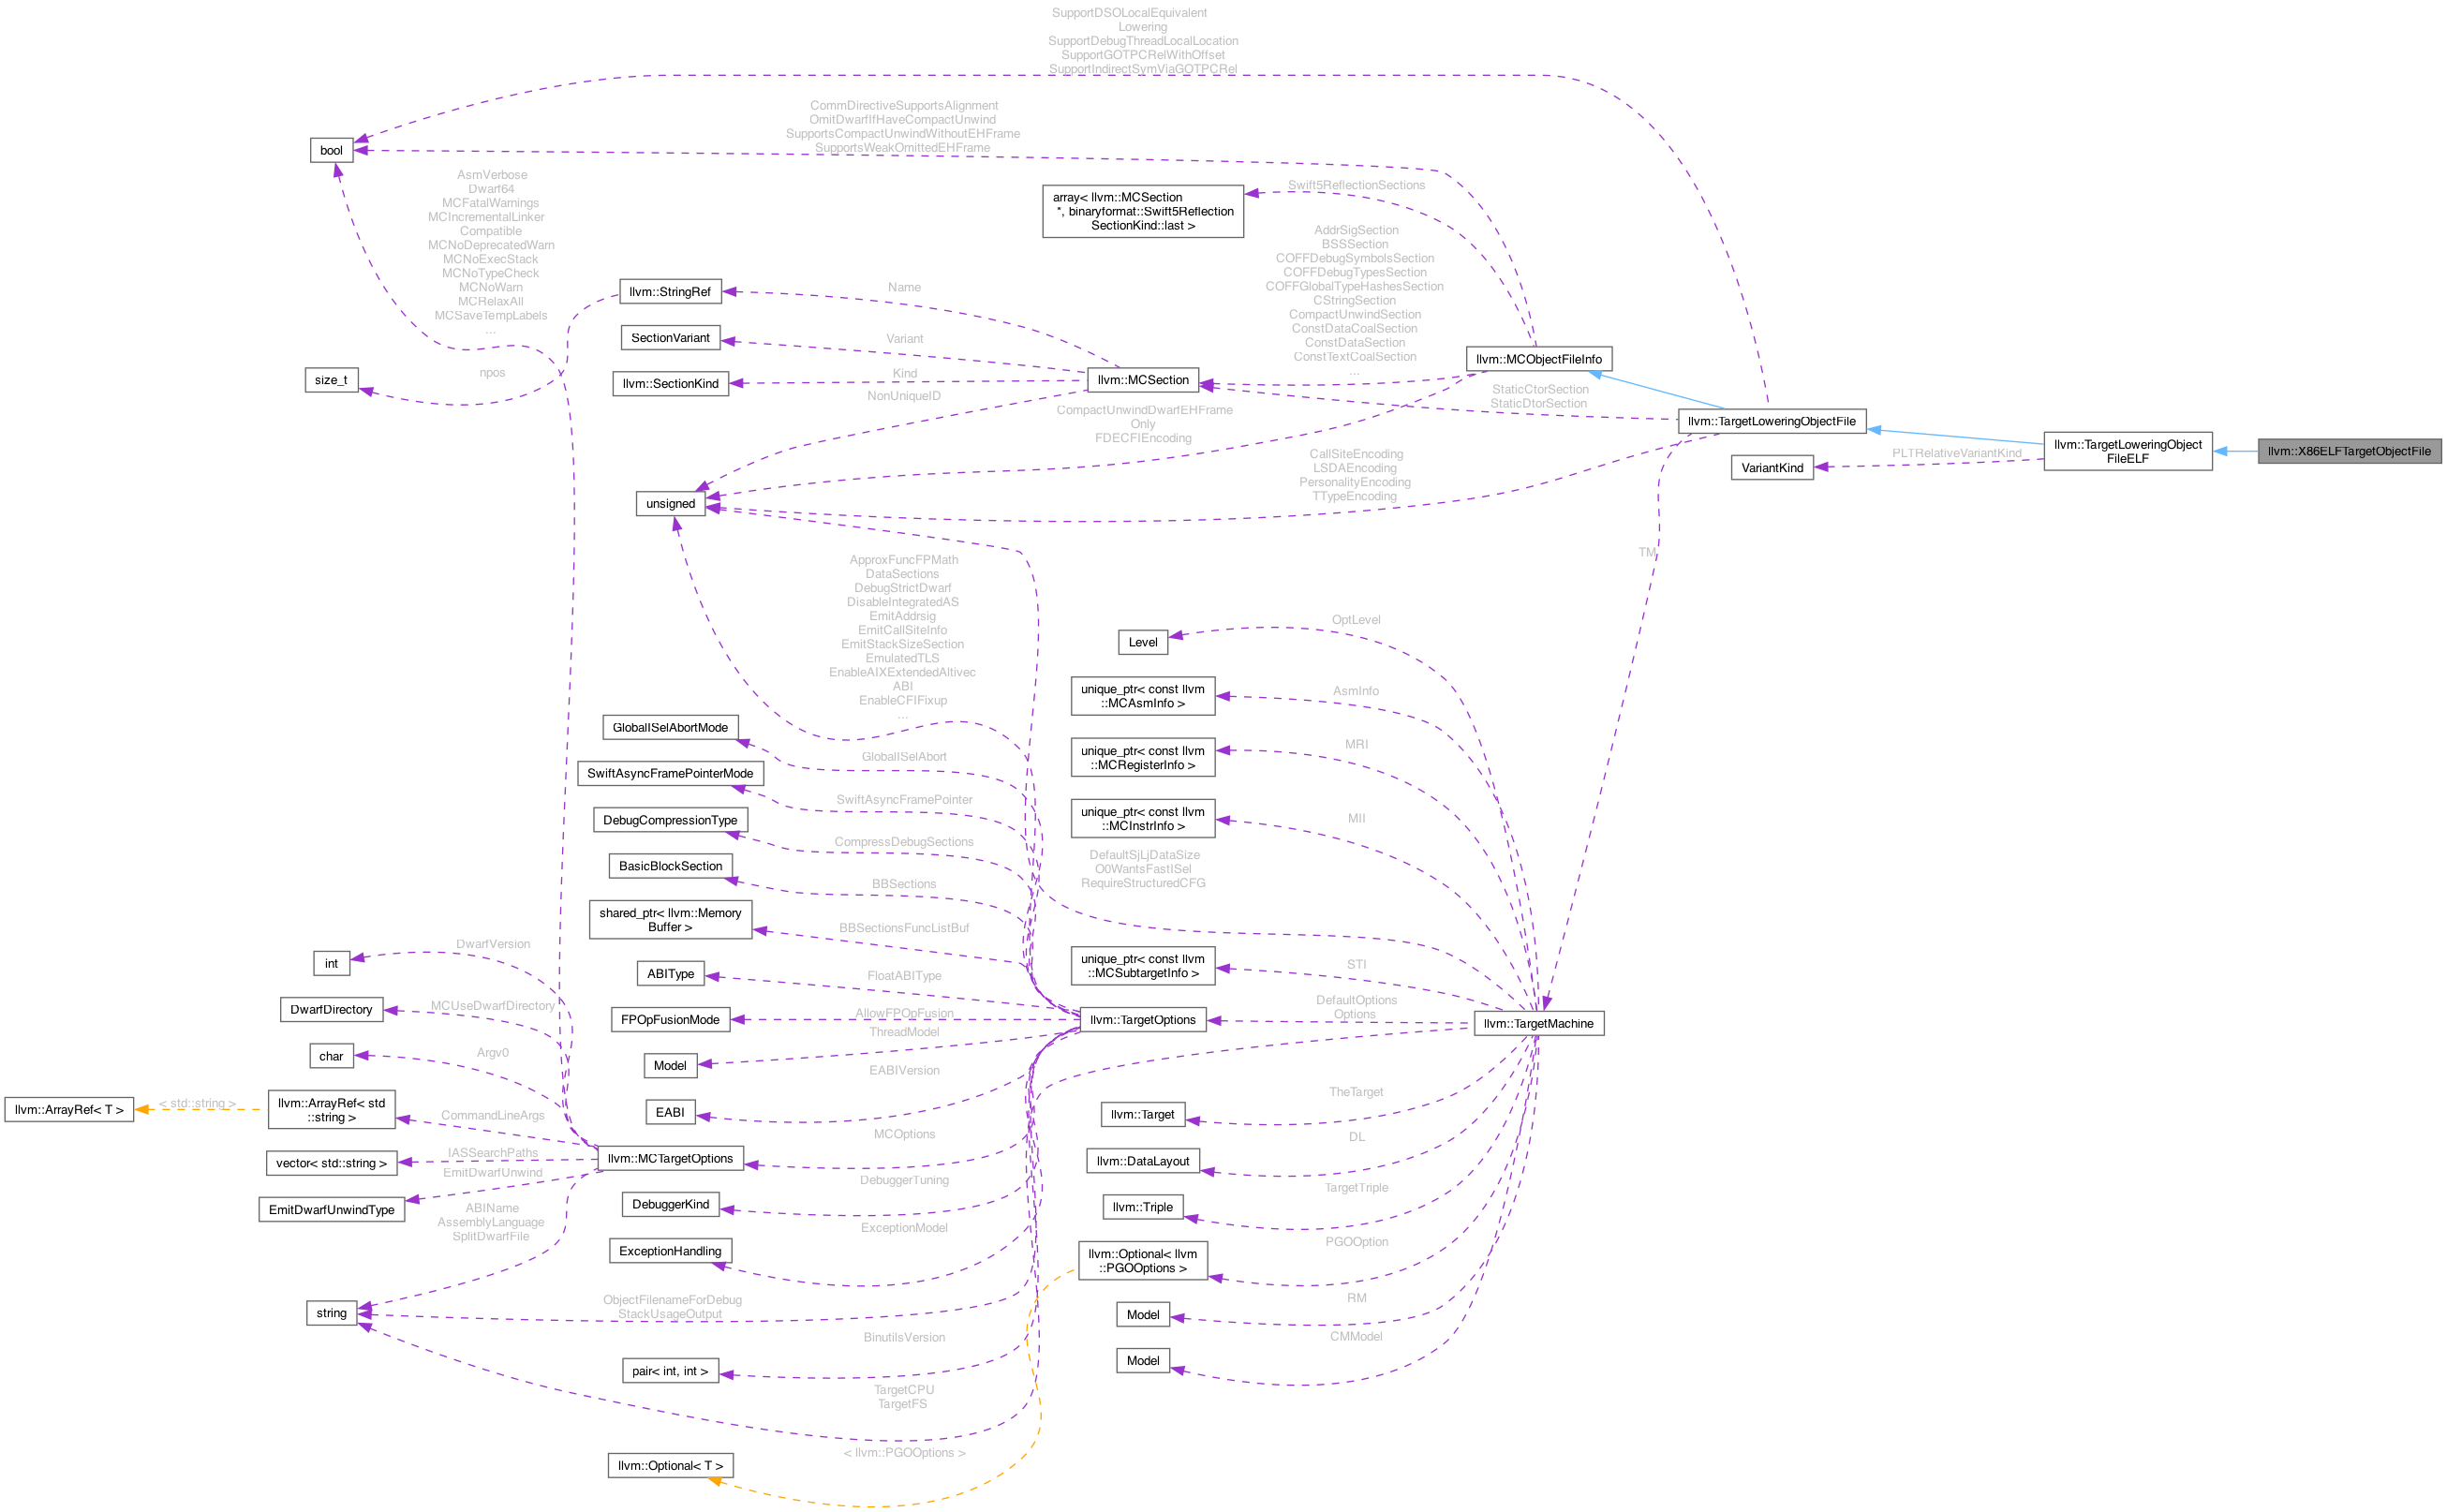 SupportDSOLocalEquivalent
Lowering
SupportDebugThreadLocalLocation
SupportGOTPCRelWithOffset
SupportIndirectSymViaGOTPCRel
CommDirectiveSupportsAlignment
OmitDwarfIfHaveCompactUnwind
SupportsCompactUnwindWithoutEHFrame
SupportsWeakOmittedEHFrame
bool
AsmVerbose
Dwarf64
MCFatalWarnings
MCIncrementalLinker
Compatible
MCNoDeprecatedWarn
MCNoExecStack
MCNoTypeCheck
MCNoWarn
MCRelaxAll
MCSaveTempLabels
...
Swift5ReflectionSections
array< llvm::MCSection
*, binaryformat::Swift5Reflection
SectionKind::last >
AddrSigSection
BSSSection
COFFDebugSymbolsSection
COFFDebugTypesSection
COFFGlobalTypeHashesSection
CStringSection
CompactUnwindSection
ConstDataCoalSection
ConstDataSection
ConstTextCoalSection
...
llvm::StringRef
Name
SectionVariant
Variant
llvm::SectionKind
Kind
size_t
npos
llvm::MCSection
NonUniqueID
llvm::MCObjectFileInfo
StaticCtorSection
StaticDtorSection
CompactUnwindDwarfEHFrame
Only
FDECFIEncoding
llvm::TargetLoweringObjectFile
llvm::TargetLoweringObject
FileELF
llvm::X86ELFTargetObjectFile
PLTRelativeVariantKind
VariantKind
CallSiteEncoding
LSDAEncoding
PersonalityEncoding
TTypeEncoding
unsigned
TM
ApproxFuncFPMath
DataSections
DebugStrictDwarf
DisableIntegratedAS
EmitAddrsig
EmitCallSiteInfo
EmitStackSizeSection
EmulatedTLS
EnableAIXExtendedAltivec
ABI
EnableCFIFixup
...
OptLevel
Level
unique_ptr< const llvm
::MCAsmInfo >
AsmInfo
unique_ptr< const llvm
::MCRegisterInfo >
MRI
unique_ptr< const llvm
::MCInstrInfo >
MII
DefaultSjLjDataSize
O0WantsFastISel
RequireStructuredCFG
GlobalISelAbortMode
GlobalISelAbort
SwiftAsyncFramePointerMode
SwiftAsyncFramePointer
DebugCompressionType
CompressDebugSections
BasicBlockSection
BBSections
shared_ptr< llvm::Memory
Buffer >
BBSectionsFuncListBuf
ABIType
FloatABIType
FPOpFusionMode
AllowFPOpFusion
ThreadModel
Model
EABIVersion
EABI
unique_ptr< const llvm
::MCSubtargetInfo >
STI
DefaultOptions
Options
llvm::TargetOptions
llvm::TargetMachine
int
DwarfVersion
DwarfDirectory
MCUseDwarfDirectory
char
Argv0
llvm::ArrayRef< T >
< std::string >
llvm::ArrayRef< std
::string >
CommandLineArgs
vector< std::string >
IASSearchPaths
EmitDwarfUnwind
EmitDwarfUnwindType
ABIName
AssemblyLanguage
SplitDwarfFile
string
llvm::MCTargetOptions
MCOptions
DebuggerKind
DebuggerTuning
ExceptionHandling
ExceptionModel
ObjectFilenameForDebug
StackUsageOutput
BinutilsVersion
pair< int, int >
TargetCPU
TargetFS
llvm::Optional< T >
< llvm::PGOOptions >
TheTarget
llvm::Target
DL
llvm::DataLayout
TargetTriple
llvm::Triple
PGOOption
llvm::Optional< llvm
::PGOOptions >
RM
Model
CMModel
Model